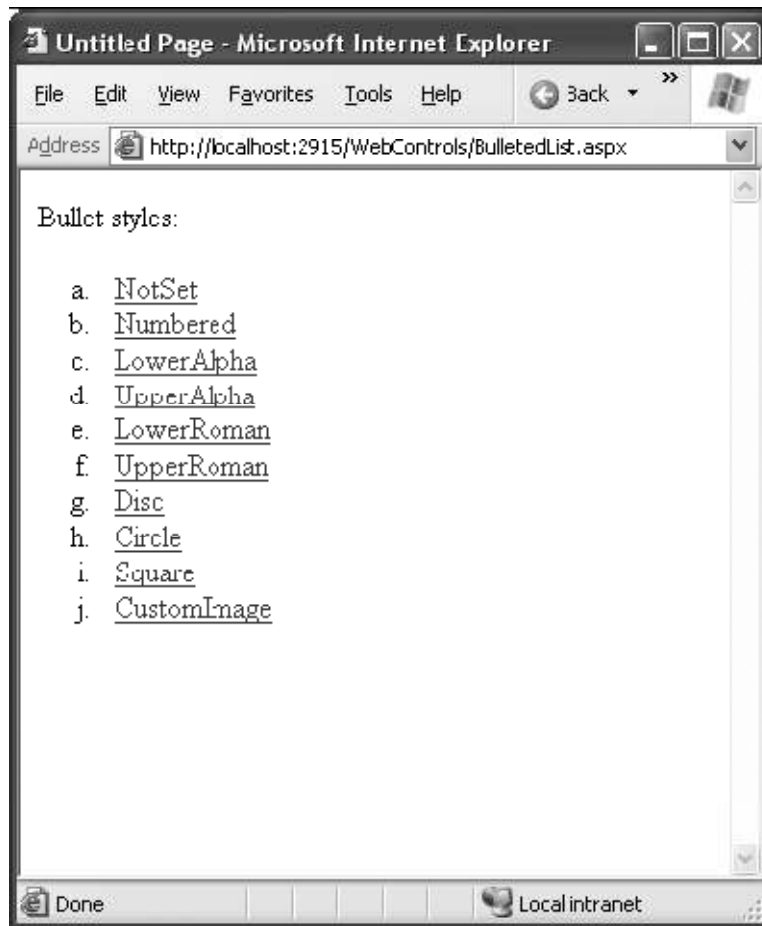 Untitled Page - Microsoft Internet Explorer
File Edit View Favorites Tools Help Back »
Address http://localhost:2915/WebControls/BulletedList.aspx
Bullet styles:
a. NotSet
b. Numbered
c. LowerAlpha
d. UpperAlpha
e. LowerRoman
f. UpperRoman
g. Disc
h. Circle
i. Square
j. CustomImage
Done Local intranet